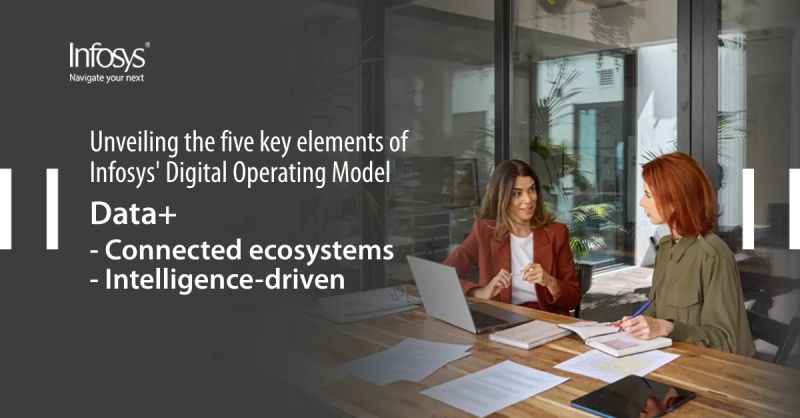 Infosys®
Navigate your next
Unveiling the five key elements of
Infosys' Digital Operating Model
Data+
- Connected ecosystems
- Intelligence-driven